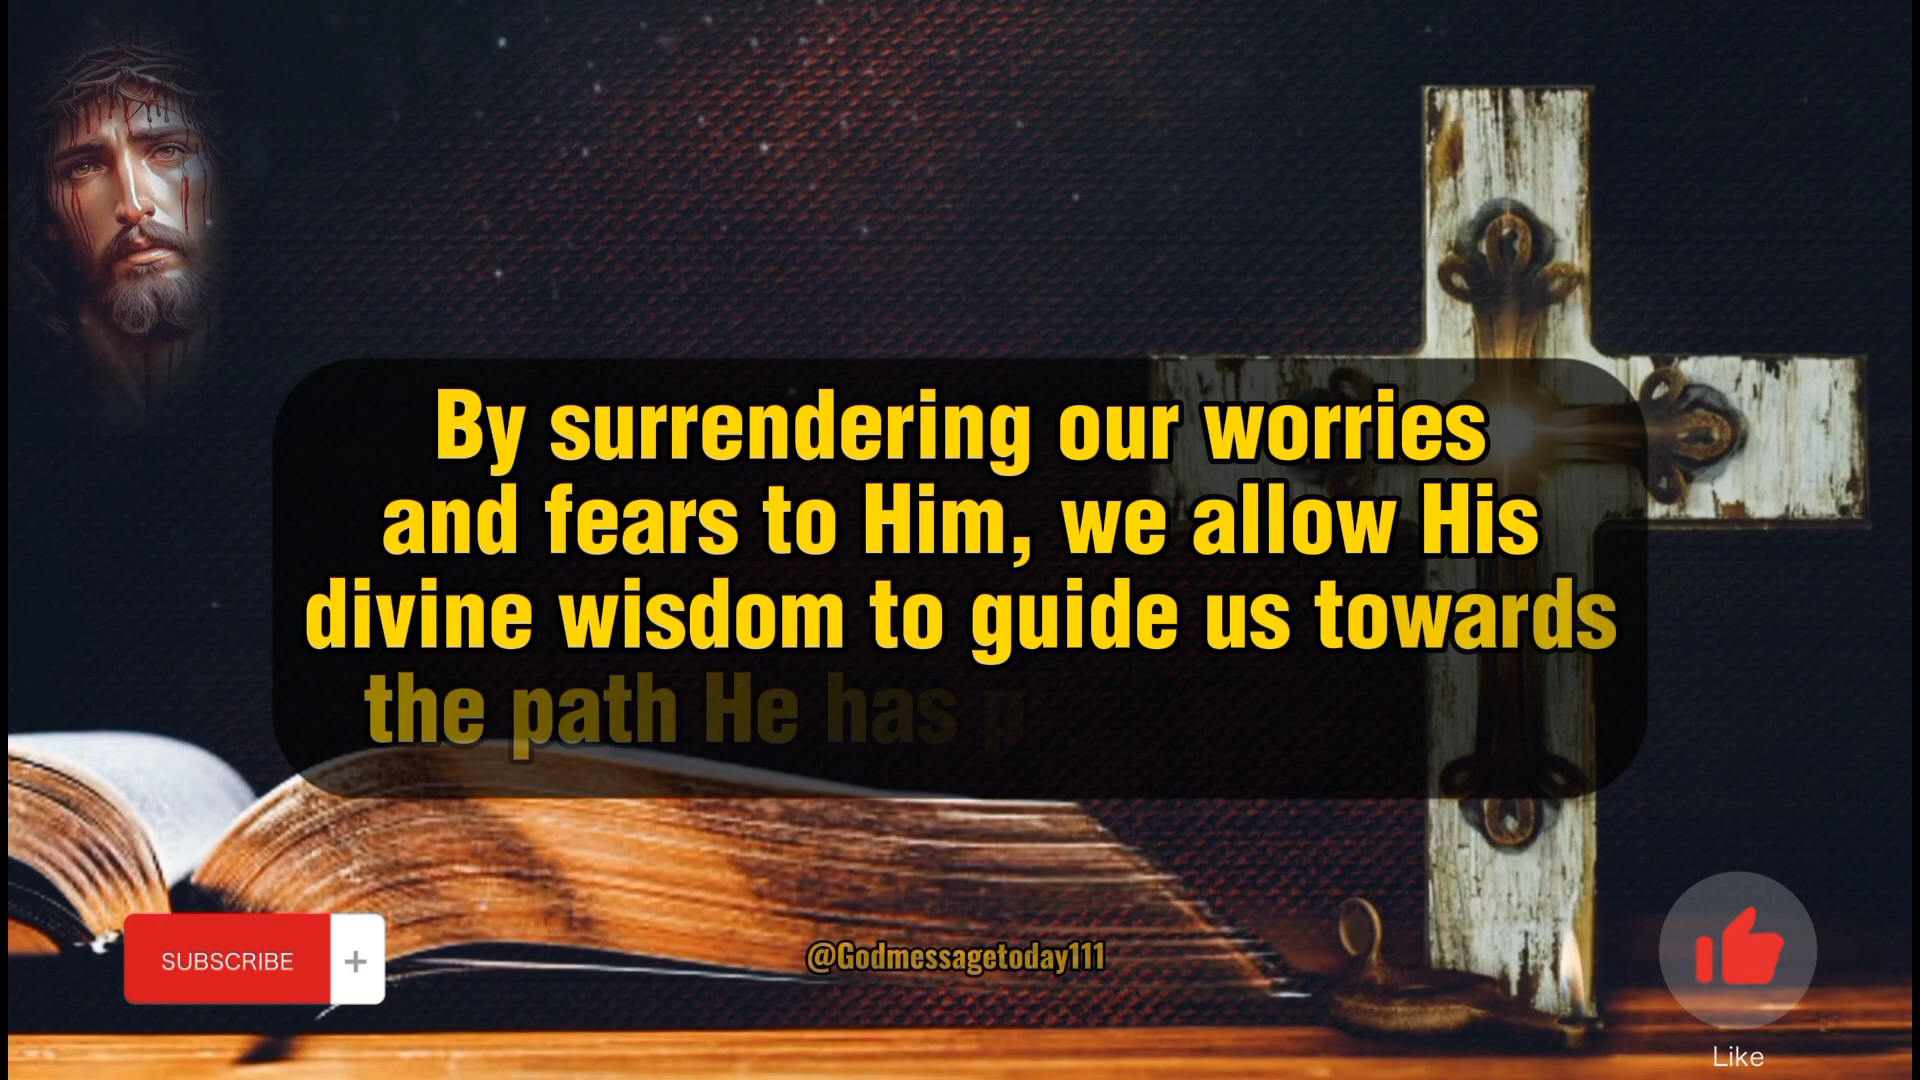 By surrendering our worries
and fears to Him, we allow His
divine wisdom to guide us towards
the path He has
SUBSCRIBE +
@Godmessagetoday111
Like